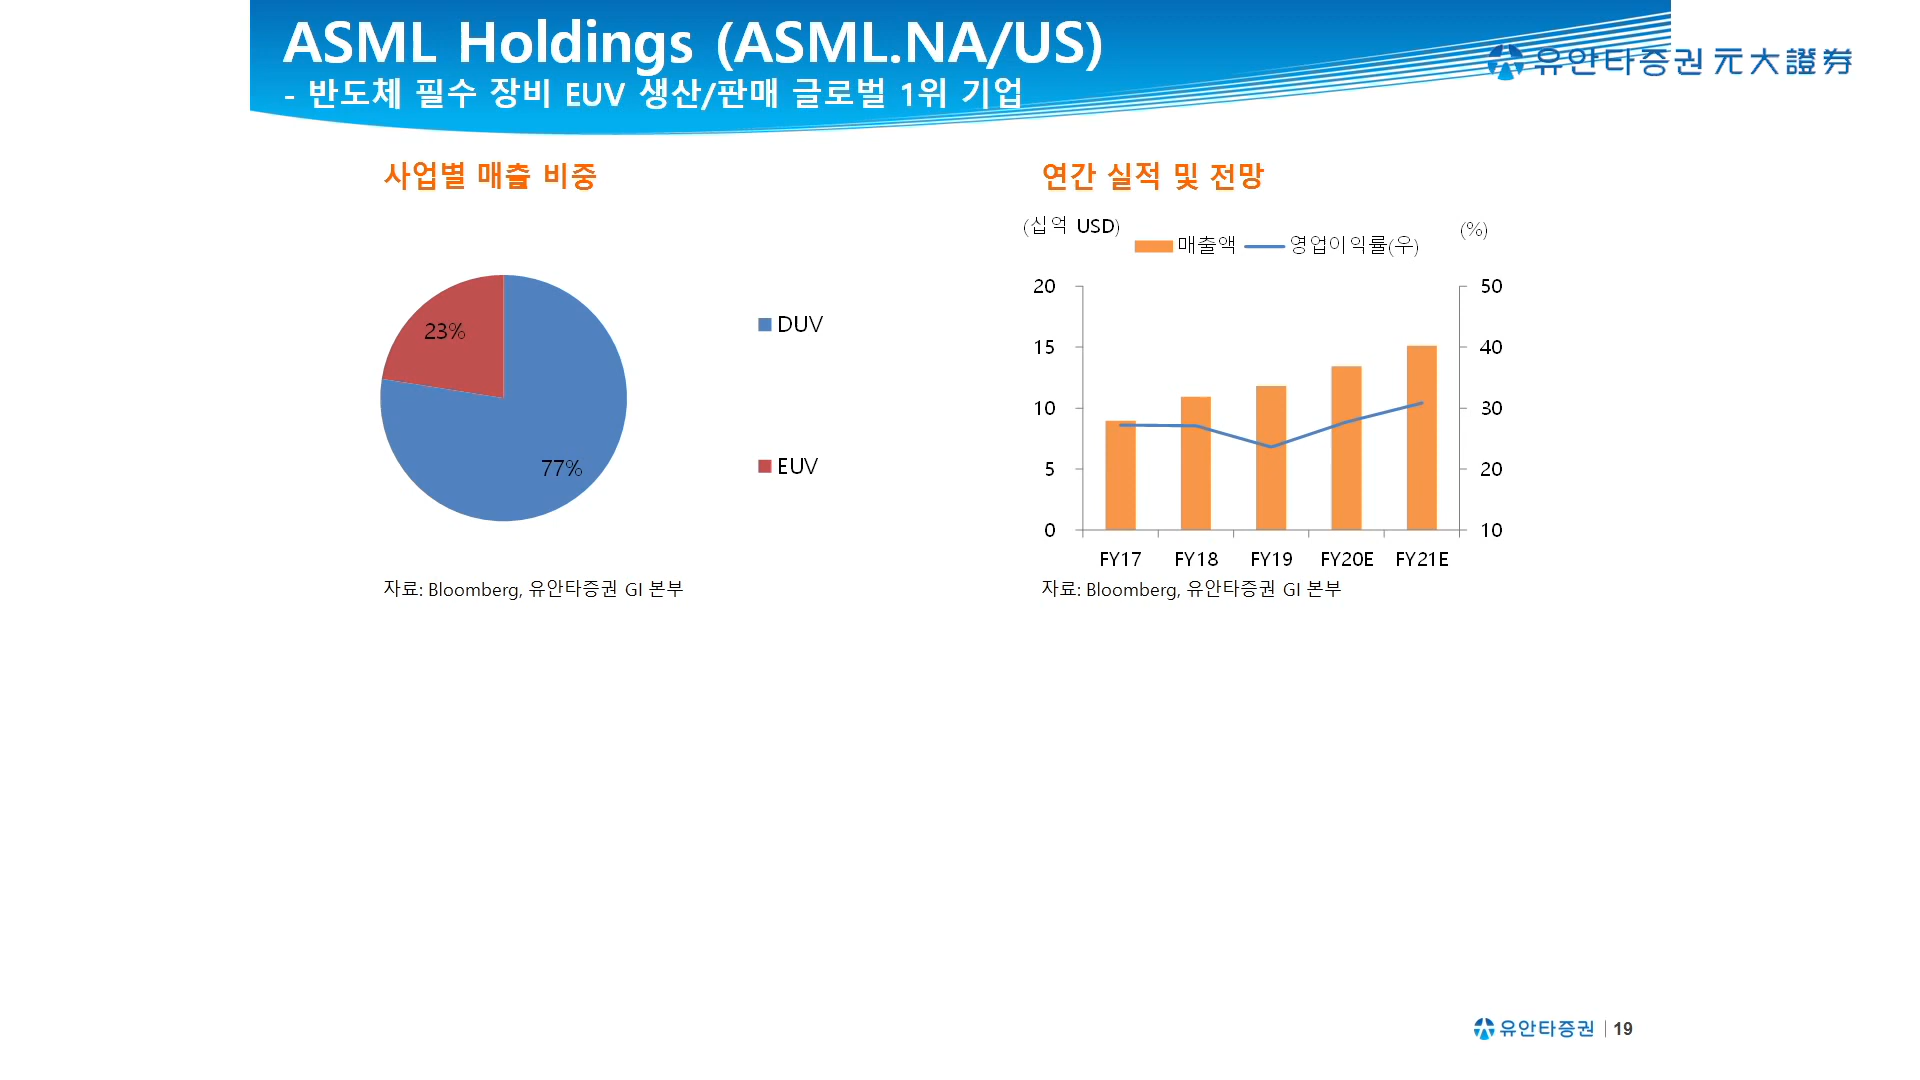 ASML Holdings (ASML.NA/US)
- 반도체 필수 장비 EUV 생산/판매 글로벌 1위 기업
유안타증권 元大證券
사업별 매출 비중
23%
77%
DUV
EUV
자료: Bloomberg, 유안타증권 GI 본부
연간 실적 및 전망
(십억 USD)
(%)
매출액 영업이익률(우)
20
15
10
5
0
50
40
30
20
10
FY17 FY18 FY19 FY20E FY21E
자료: Bloomberg, 유안타증권 GI 본부
유안타증권 | 19